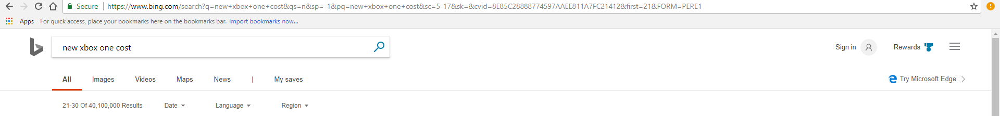 Secure https://www.bing.com/search?q=new+xbox+one+cost&qs=n&sp=-1&pq=new+xbox+one+cost&sc=5-17&sk=&cvid=8E85C28888774597AAEE811A7FC21412&first=21&FORM=PERE1
Apps For quick access, place your bookmarks here on the bookmarks bar. Import bookmarks now...
new xbox one cost Sign in Rewards
All Images Videos Maps News | My saves Try Microsoft Edge
21-30 Of 40,100,000 Results Date Language Region